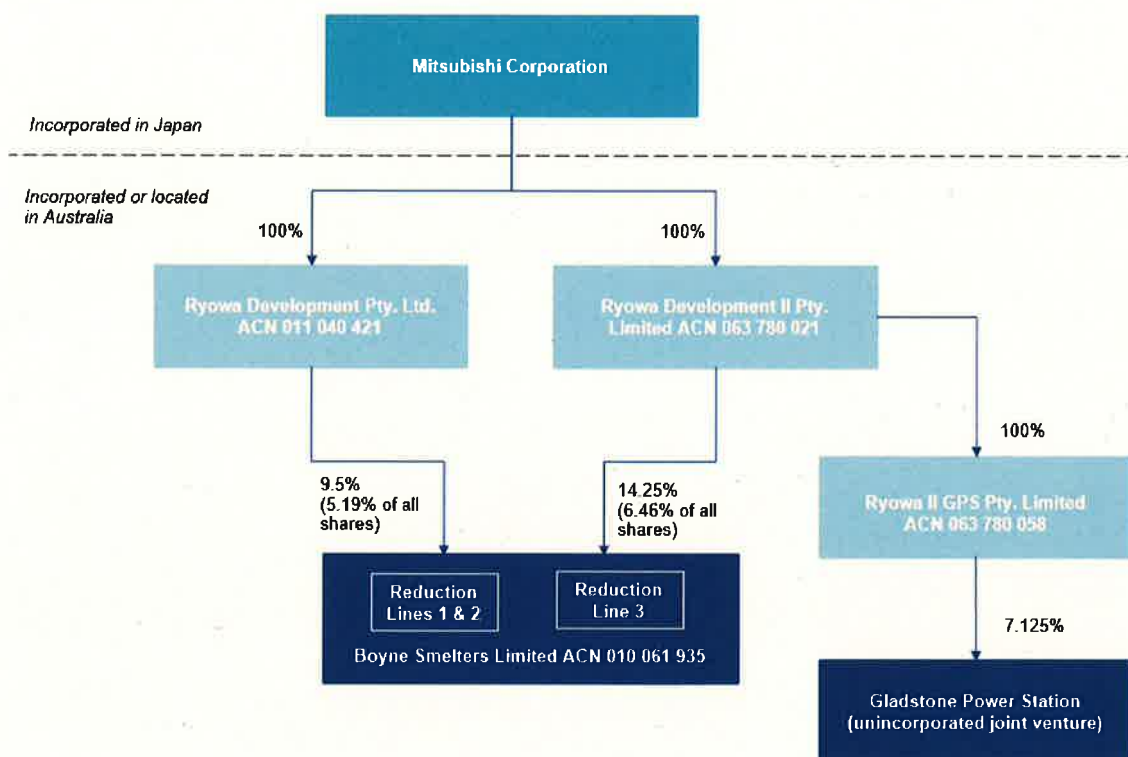 Mitsubishi Corporation
Incorporated in Japan
Incorporated or located
in Australia
100%
100%
Ryowa Development Pty. Ltd.
ACN 011 040 421
Ryowa Development II Pty.
Limited ACN 063 780 021
100%
9.5%
(5.19% of all
shares)
14.25%
(6.46% of all
shares)
Ryowa II GPS Pty. Limited
ACN 063 780 058
Reduction
Lines 1 & 2
Reduction
Line 3
Boyne Smelters Limited ACN 010 061 935
7.125%
Gladstone Power Station
(unincorporated joint venture)